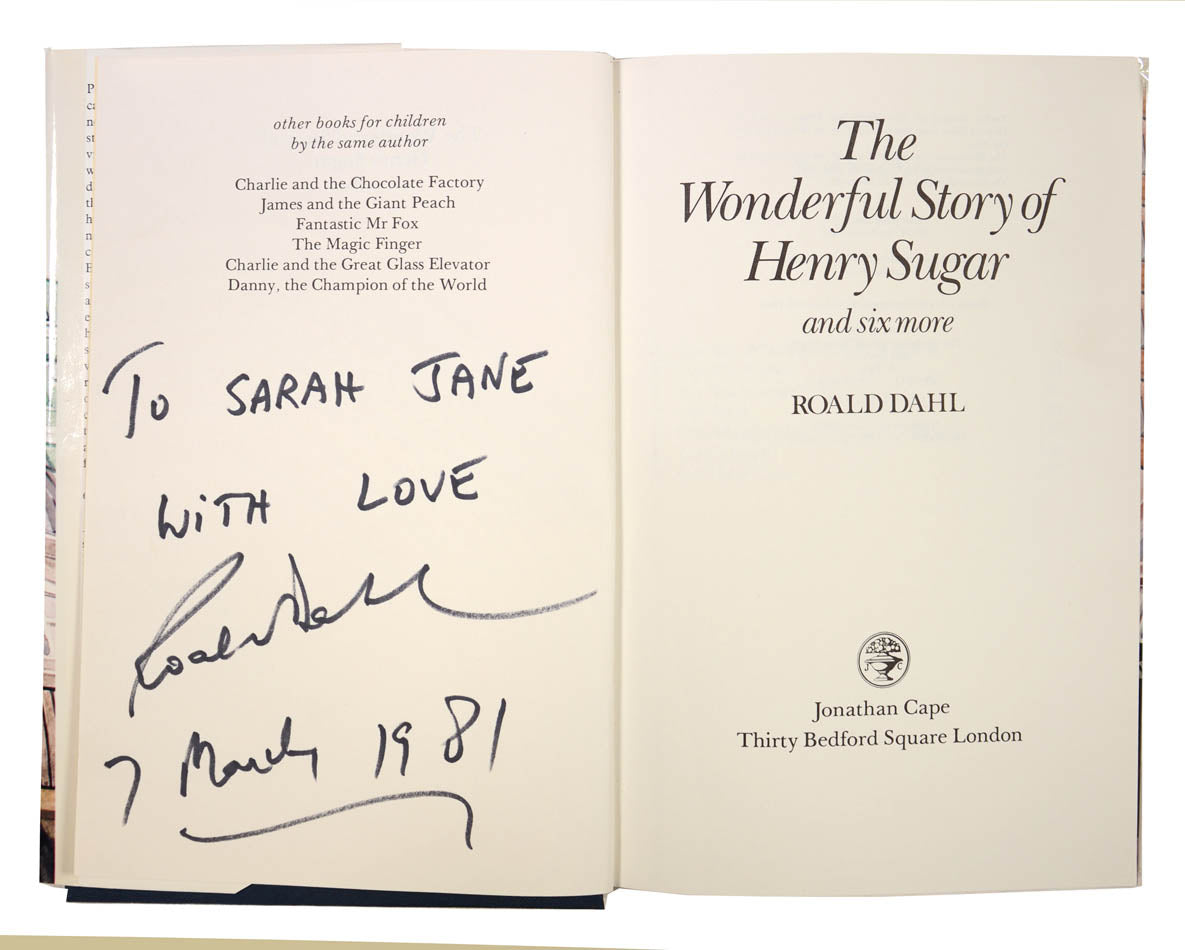 other books for children
by the same author
Charlie and the Chocolate Factory
James and the Giant Peach
Fantastic Mr Fox
The Magic Finger
Charlie and the Great Glass Elevator
Danny, the Champion of the World
TO SARAH JANE
WITH LOVE
Roald Dahl
7 March 1981
The
Wonderful Story of
Henry Sugar
and six more
ROALD DAHL
J C
Jonathan Cape
Thirty Bedford Square London